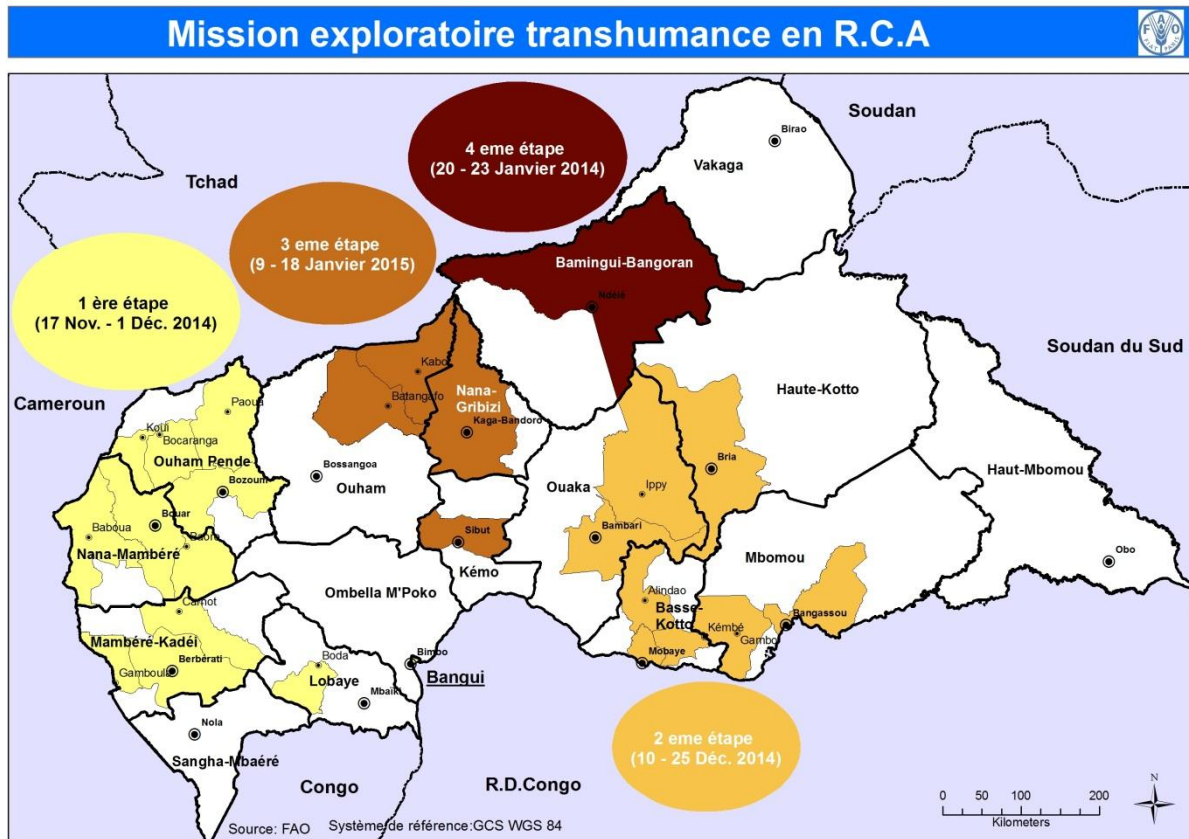 Mission exploratoire transhumance en R.C.A
F A O
FIAT PANIS
Soudan
Birao
4 eme étape
(20 - 23 Janvier 2014)
Vakaga
Tchad
3 eme étape
(9 - 18 Janvier 2015)
Bamingui-Bangoran
Ndélé
1 ère étape
(17 Nov. - 1 Déc. 2014)
Soudan du Sud
Cameroun
Kabo
Batangafo
Nana-
Gribizi
Kaga-Bandoro
Haute-Kotto
Paoua
Koui
Bocaranga
Ouham Pende
Bozoum
Bossangoa
Ouham
Ouaka
Ippy
Bria
Haut-Mbomou
Bouar
Baboua
Baoro
Nana-Mambéré
Sibut
Kémo
Bambari
Mbomou
Obo
Ombella M'Poko
Alindao
Basse-
Kotto
Bangassou
Kémbé
Gambo
Mobaye
Carnot
Mambéré-Kadéi
Berbérati
Gamboula
Boda
Lobaye
Mbaïki
Bimbo
Bangui
Nola
Sangha-Mbaéré
2 eme étape
(10 - 25 Déc. 2014)
Congo
R.D.Congo
N
0 50 100 200
Kilometers
Source: FAO
Système de référence:GCS WGS 84